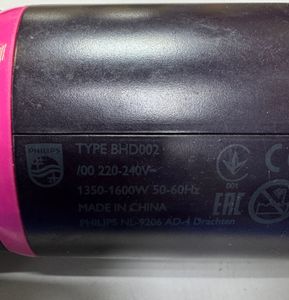 PHILIPS
TYPE BHD002
/00 220-240V~
1350-1600W 50-60Hz
MADE IN CHINA
PHILIPS NL-9206 AD-4 Drachten
001
EAC